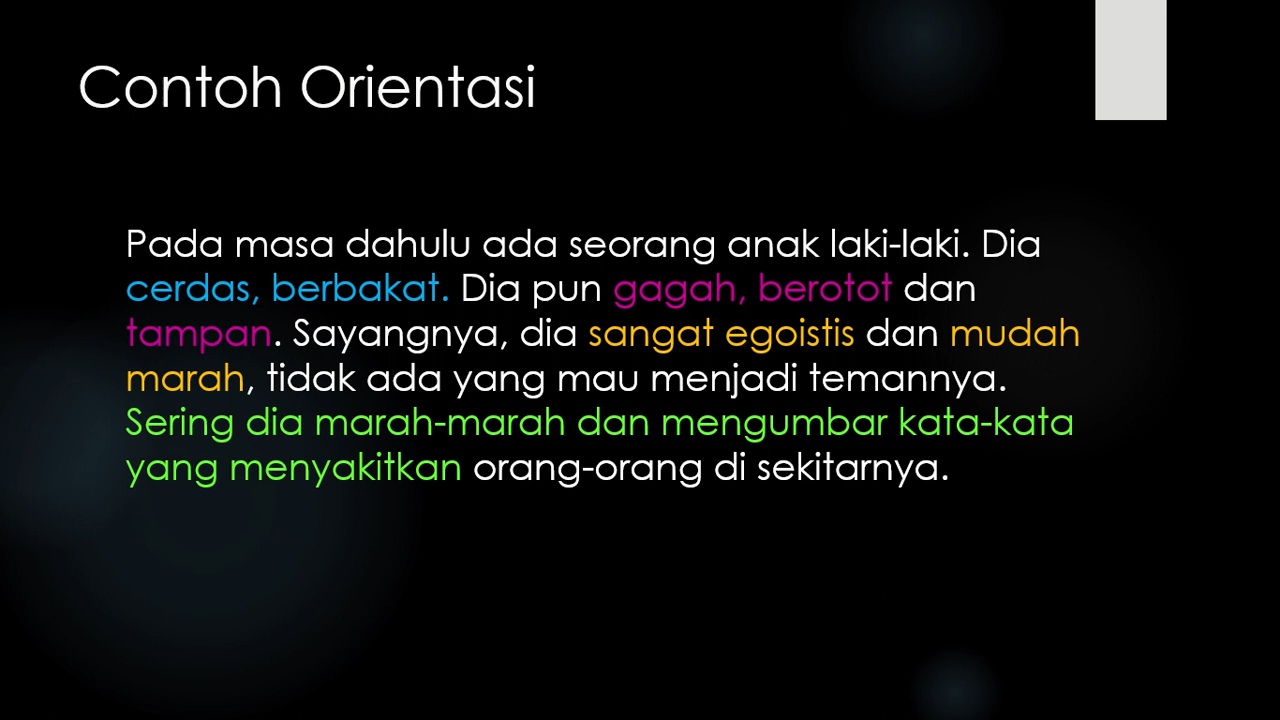 Contoh Orientasi
Pada masa dahulu ada seorang anak laki-laki. Dia
cerdas, berbakat. Dia pun gagah, berotot dan
tampan. Sayangnya, dia sangat egoistis dan mudah
marah, tidak ada yang mau menjadi temannya.
Sering dia marah-marah dan mengumbar kata-kata
yang menyakitkan orang-orang di sekitarnya.